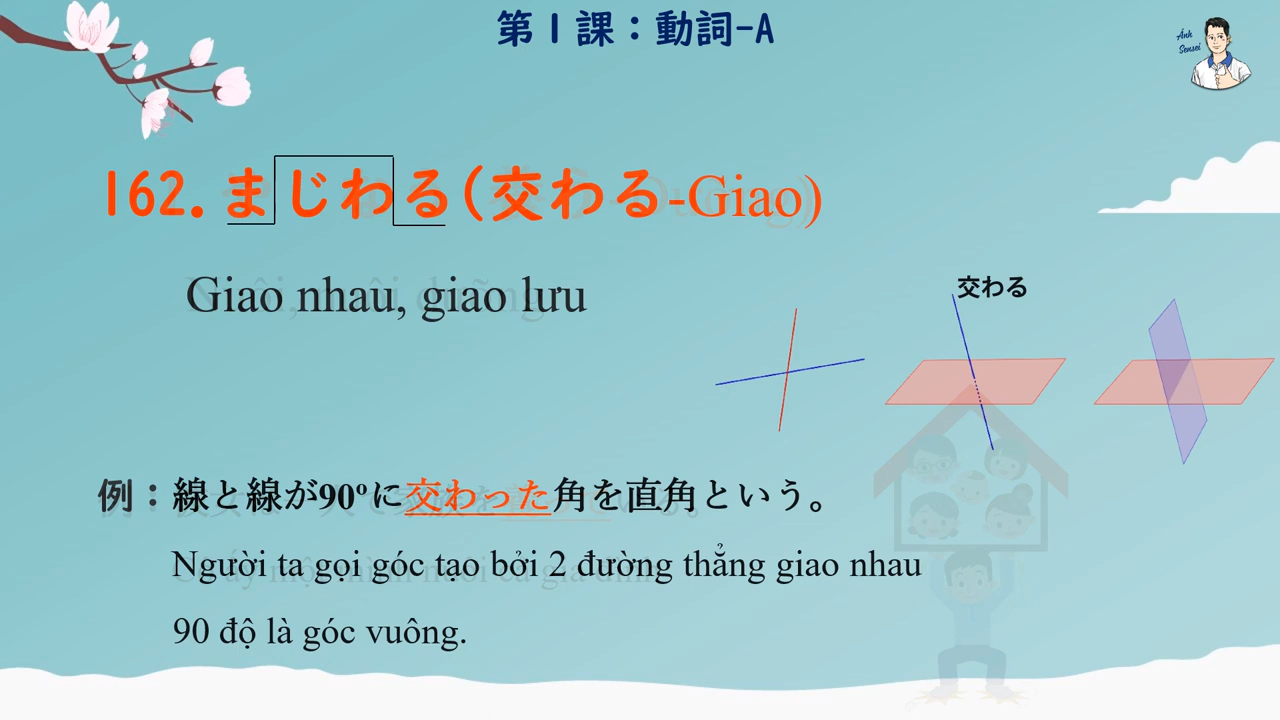 第1課：動詞-A
Ánh
Sensei
162. まじわる(交わる-Giao)
Giao nhau, giao lưu
交わる
例：線と線が90ºに交わった角を直角という。
Người ta gọi góc tạo bởi 2 đường thẳng giao nhau
90 độ là góc vuông.